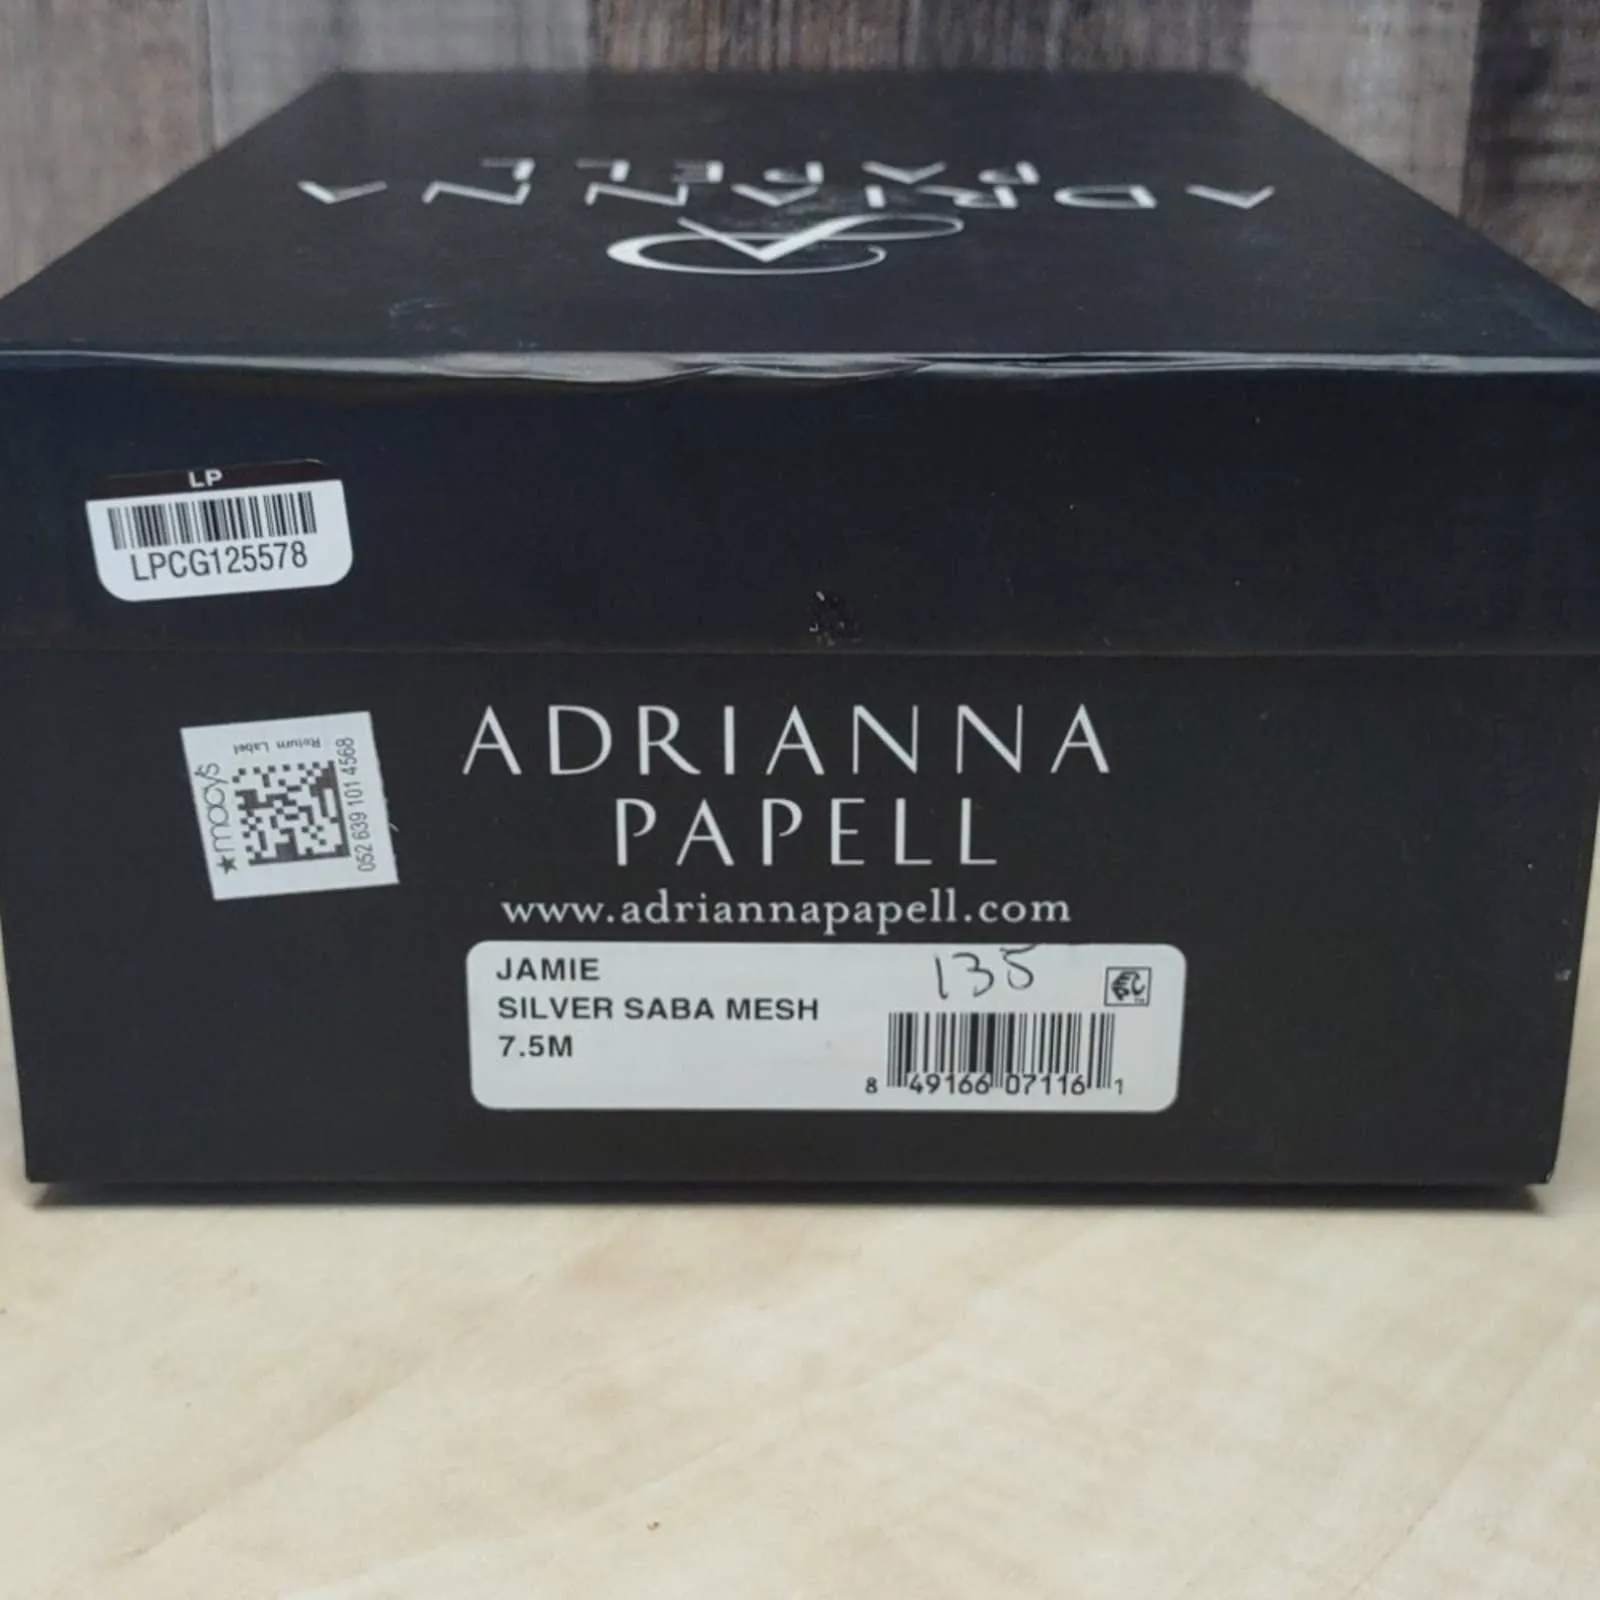 ADRIANNA
PAPELL
LP
LPCG125578
★macy's
Return Label
052 639 101 4568
ADRIANNA
PAPELL
www.adriannapapell.com
JAMIE
SILVER SABA MESH
7.5M
135
8 49166 07116 1